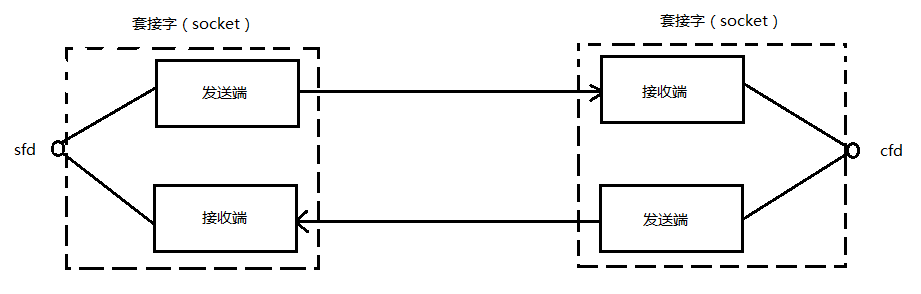 套接字（socket）
套接字（socket）
发送端
接收端
sfd
cfd
接收端
发送端